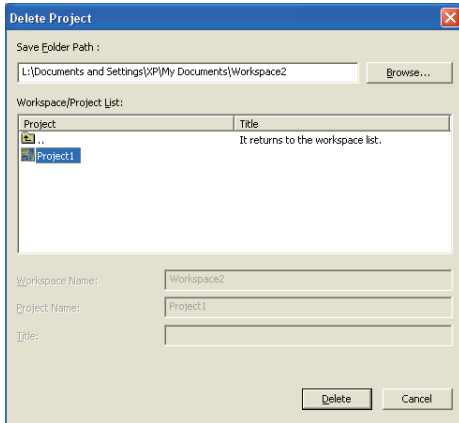 Delete Project
Save Folder Path :
L:\Documents and Settings\XP\My Documents\Workspace2
Browse...
Workspace/Project List:
Project Title
.. It returns to the workspace list.
Project1
Workspace Name: Workspace2
Project Name: Project1
Title:
Delete Cancel